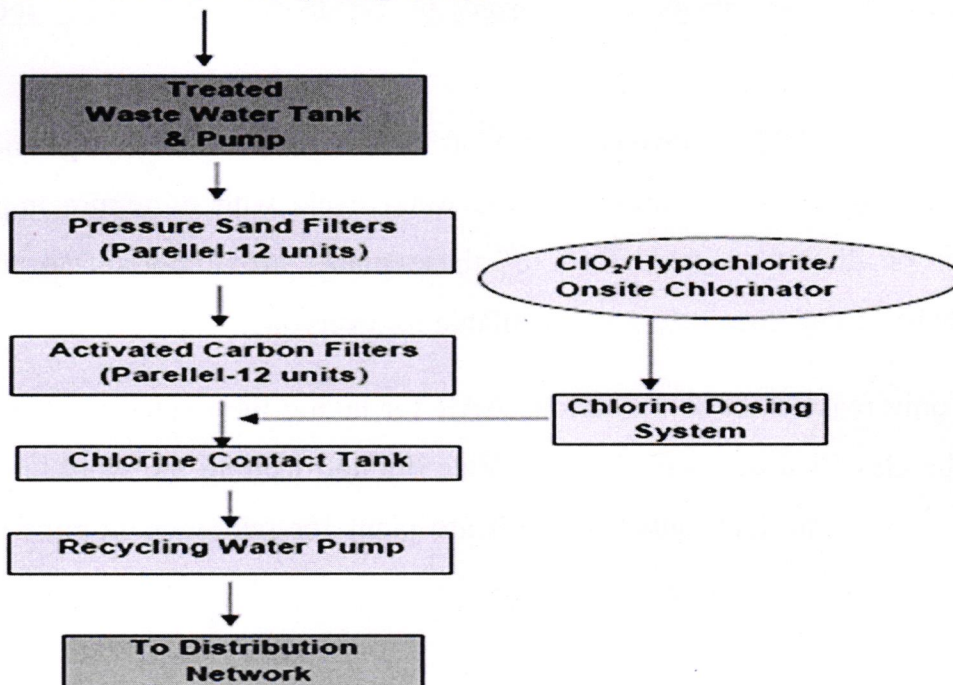 Treated
Waste Water Tank
& Pump
Pressure Sand Filters
(Parellel-12 units)
ClO₂/Hypochlorite/
Onsite Chlorinator
Activated Carbon Filters
(Parellel-12 units)
Chlorine Dosing
System
Chlorine Contact Tank
Recycling Water Pump
To Distribution
Network